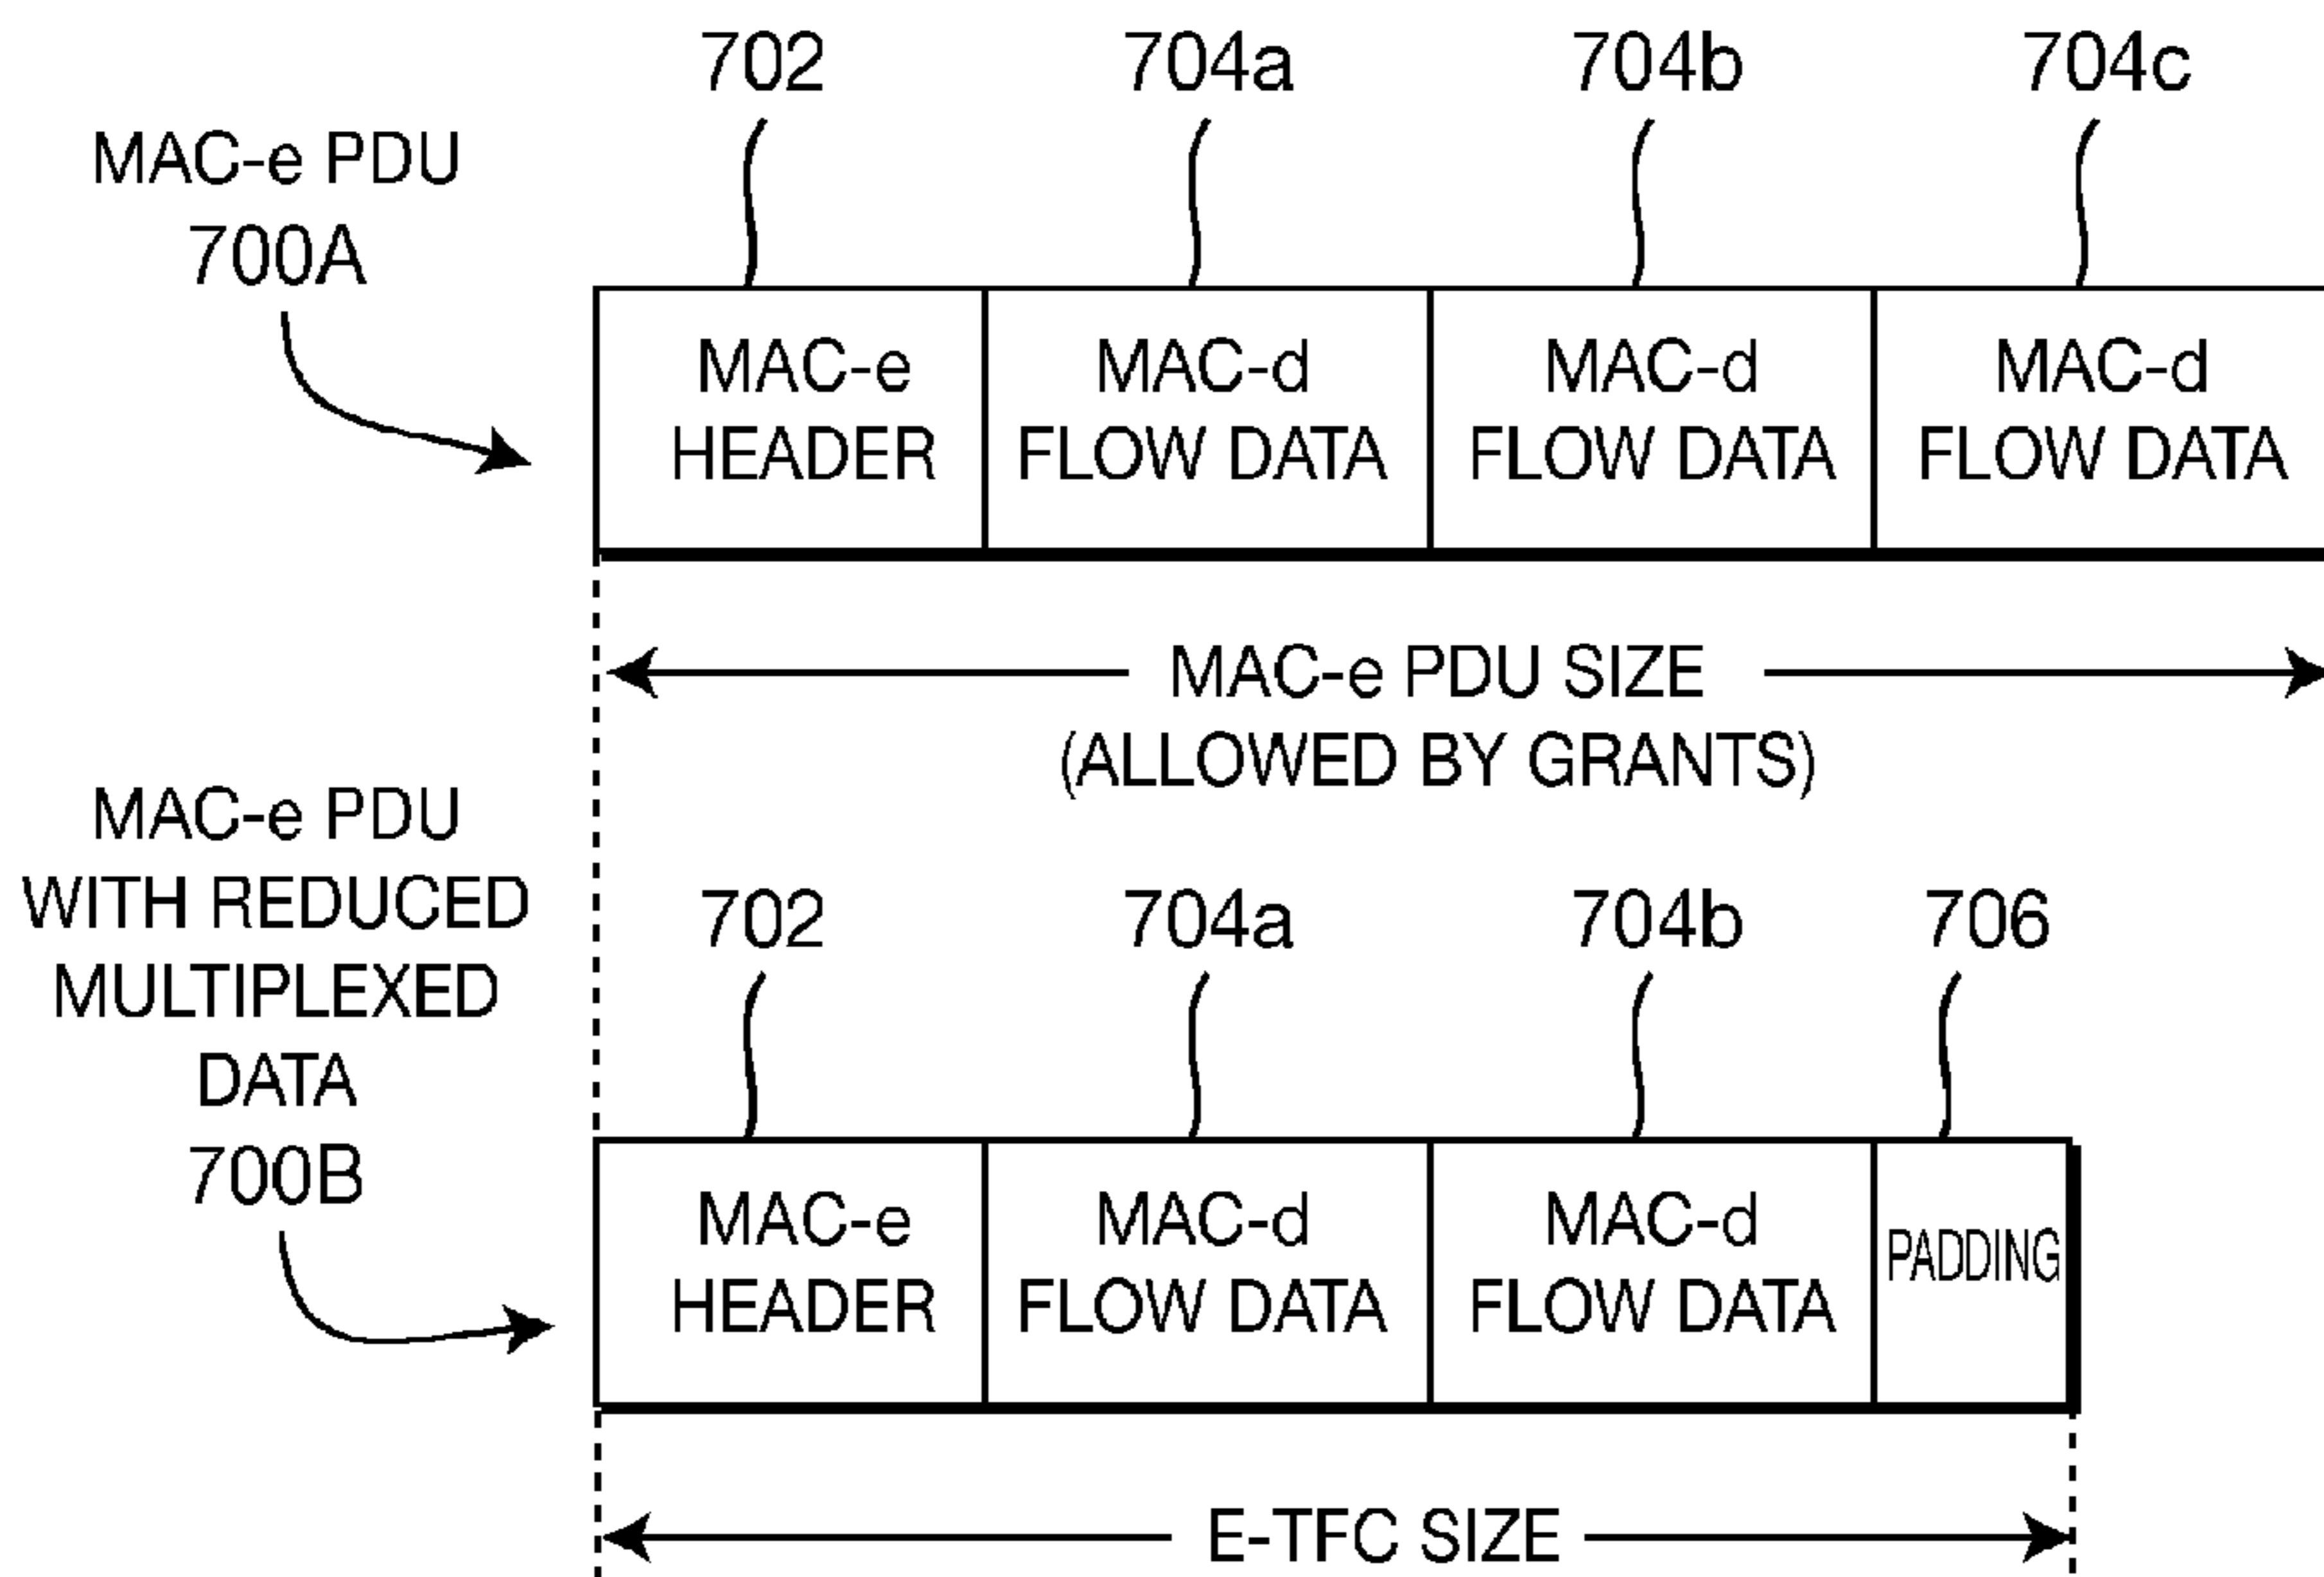 702 704a 704b 704c
MAC-e PDU
700A
MAC-e MAC-d MAC-d MAC-d
HEADER FLOW DATA FLOW DATA FLOW DATA
MAC-e PDU SIZE
(ALLOWED BY GRANTS)
MAC-e PDU
WITH REDUCED
MULTIPLEXED
DATA
700B
702 704a 704b 706
MAC-e MAC-d MAC-d PADDING
HEADER FLOW DATA FLOW DATA
E-TFC SIZE